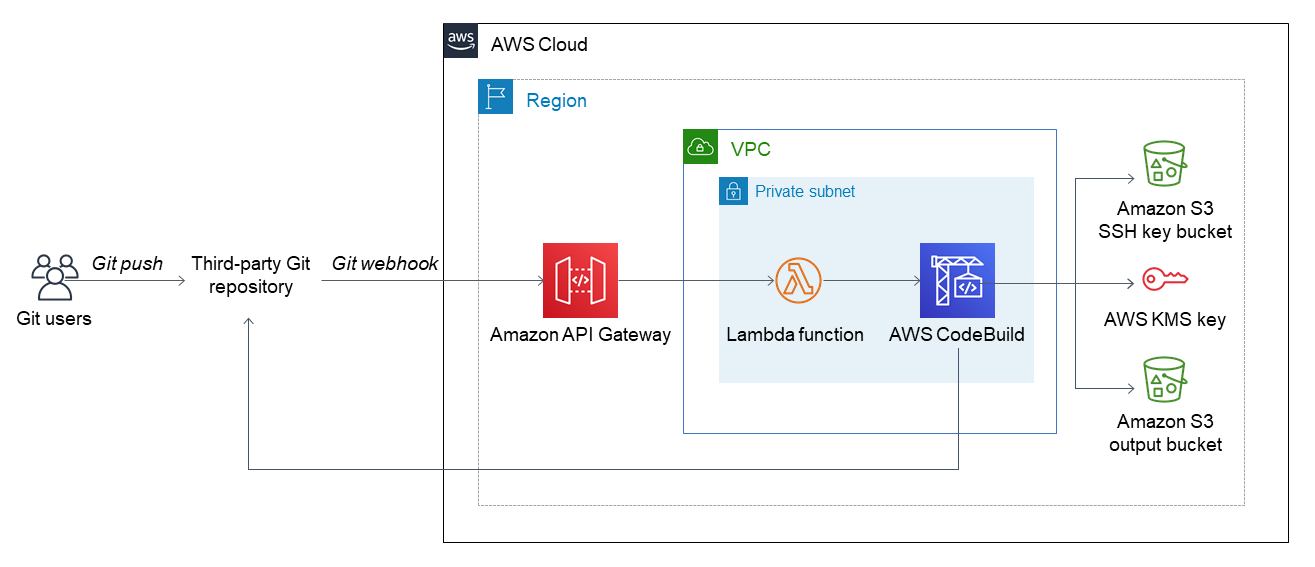 aws
AWS Cloud
Region
VPC
Private subnet
Git users
Git push
Third-party Git
repository
Git webhook
</>
Amazon API Gateway
Lambda function
</>
AWS CodeBuild
Amazon S3
SSH key bucket
AWS KMS key
Amazon S3
output bucket